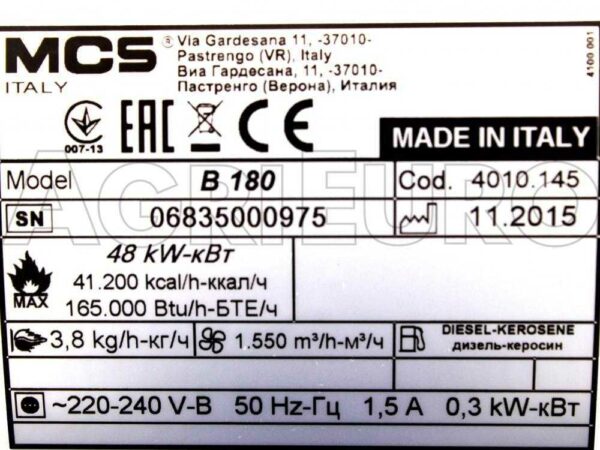 MCS ® Via Gardesana 11, -37010-
Pastrengo (VR), Italy
ITALY
Виа Гардесана, 11, -37010-
Пастренго (Верона), Италия
4100.001
007-13 EAC CE MADE IN ITALY
AGRIEURO
Model B 180 Cod. 4010.145
SN 06835000975 11.2015
48 kW-кВт
41.200 kcal/h-ккал/ч
MAX 165.000 Btu/h-БТЕ/ч
3,8 kg/h-кг/ч 1.550 m³/h-м³/ч DIESEL-KEROSENE
дизель-керосин
~220-240 V-В 50 Hz-Гц 1,5 A 0,3 kW-кВт